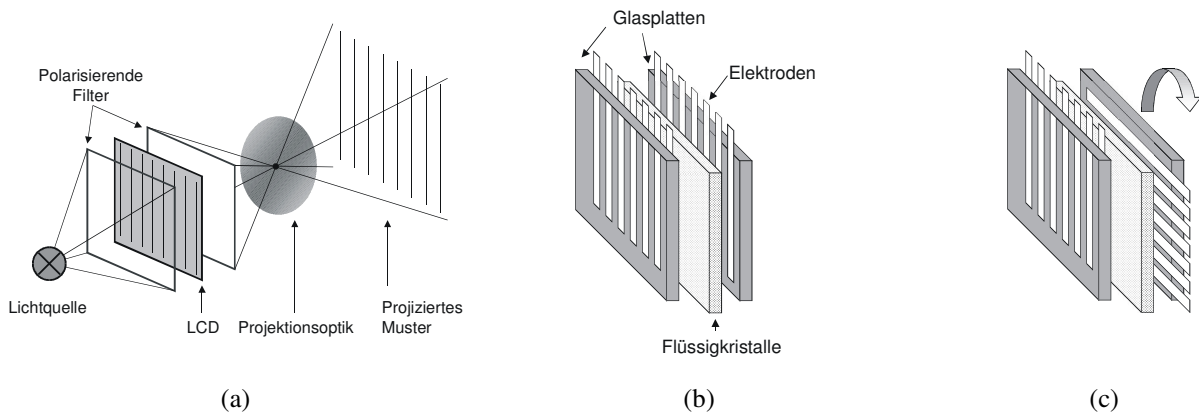 Polarisierende
Filter
Lichtquelle
LCD
Projektionsoptik
Projiziertes
Muster
(a)
Glasplatten
Elektroden
Flüssigkristalle
(b)
(c)